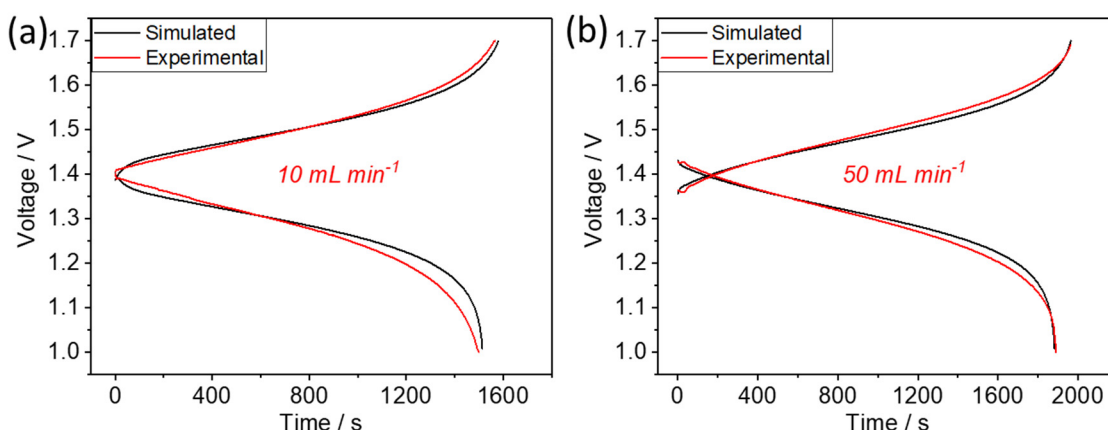 (a)
Simulated
Experimental
1.7
1.6
1.5
1.4
1.3
1.2
1.1
1.0
Voltage / V
10 mL min⁻¹
0 400 800 1200 1600
Time / s
(b)
Simulated
Experimental
1.7
1.6
1.5
1.4
1.3
1.2
1.1
1.0
Voltage / V
50 mL min⁻¹
0 400 800 1200 1600 2000
Time / s